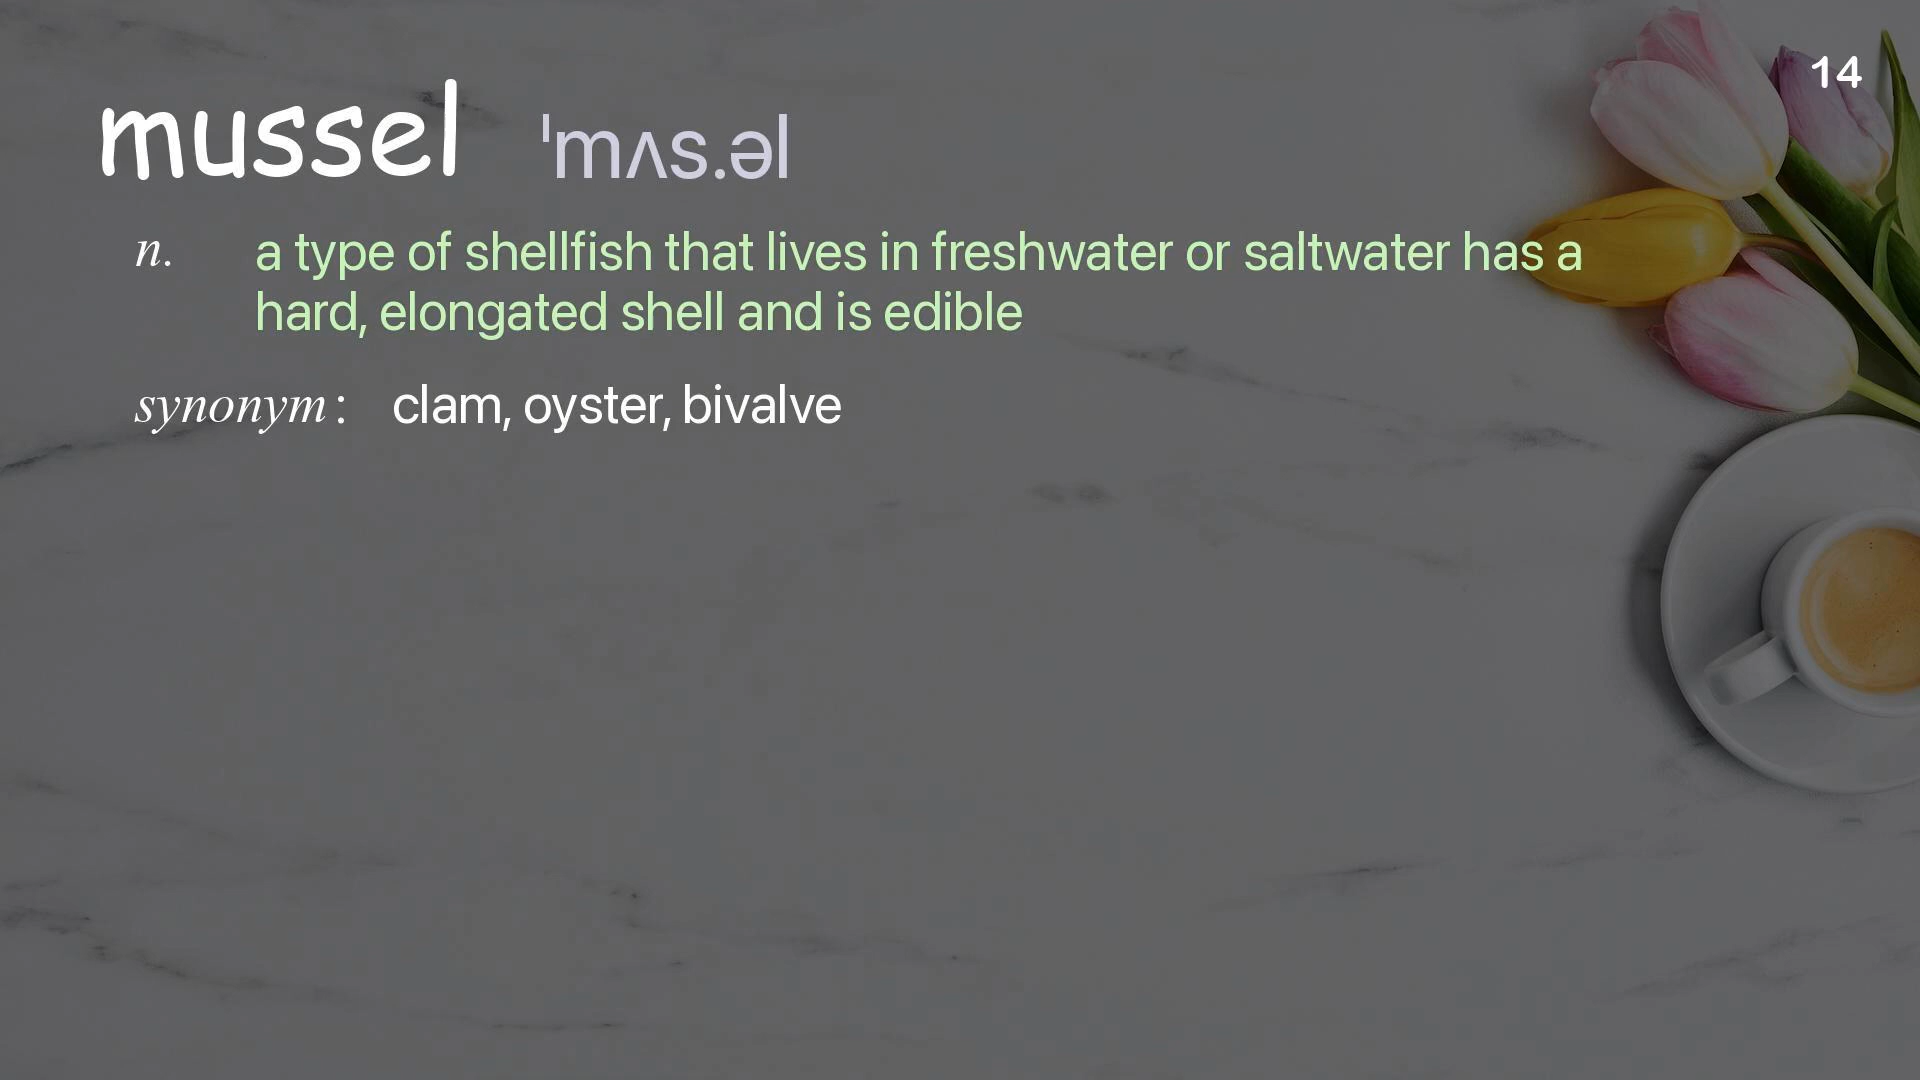 14
mussel ˈmʌs.əl
n. a type of shellfish that lives in freshwater or saltwater has a
hard, elongated shell and is edible
synonym: clam, oyster, bivalve